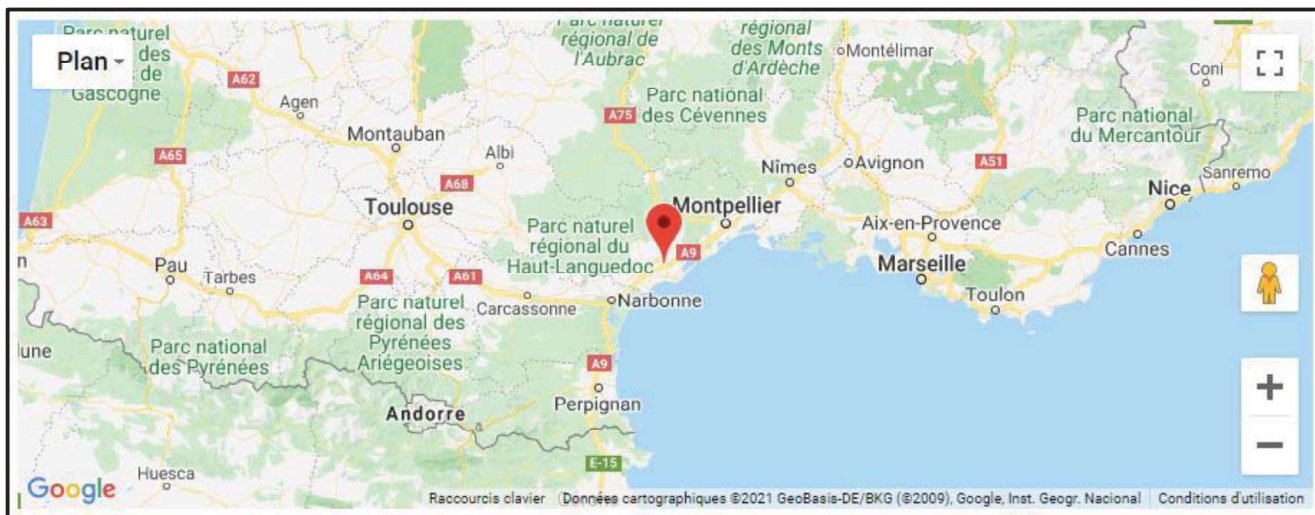 Parc naturel
régional de
l'Aubrac
régional
des Monts
d'Ardèche
Montélimar
Plan
Parc naturel
des
de
Gascogne
A62
Agen
A75
Parc national
des Cévennes
Coni
Parc national
du Mercantour
Montauban
Albi
A65
A68
Nîmes
Avignon
A51
Sanremo
Nice
A63
Toulouse
Parc naturel
régional du
Haut-Languedoc
Montpellier
A9
Aix-en-Provence
Cannes
Marseille
Pau
Tarbes
A64
A61
Carcassonne
Narbonne
Toulon
Parc naturel
régional des
Pyrénées
Ariégeoises
Parc national
des Pyrénées
A9
Perpignan
Andorre
E-15
Huesca
Google
Raccourcis clavier
Données cartographiques ©2021 GeoBasis-DE/BKG (©2009), Google, Inst. Geogr. Nacional
Conditions d'utilisation